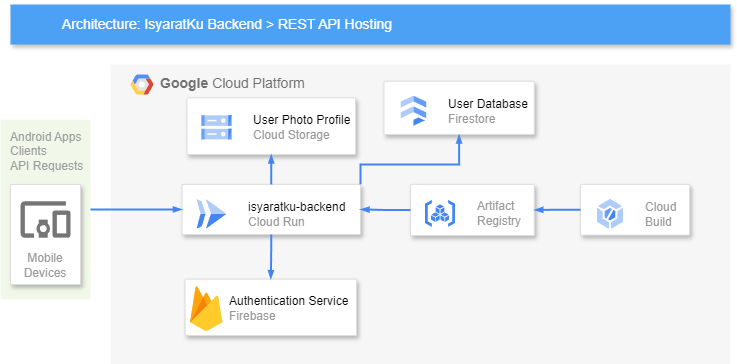 Architecture: IsyaratKu Backend > REST API Hosting
Google Cloud Platform
User Photo Profile
Cloud Storage
User Database
Firestore
Android Apps
Clients
API Requests
Mobile
Devices
isyaratku-backend
Cloud Run
Artifact
Registry
Cloud
Build
Authentication Service
Firebase